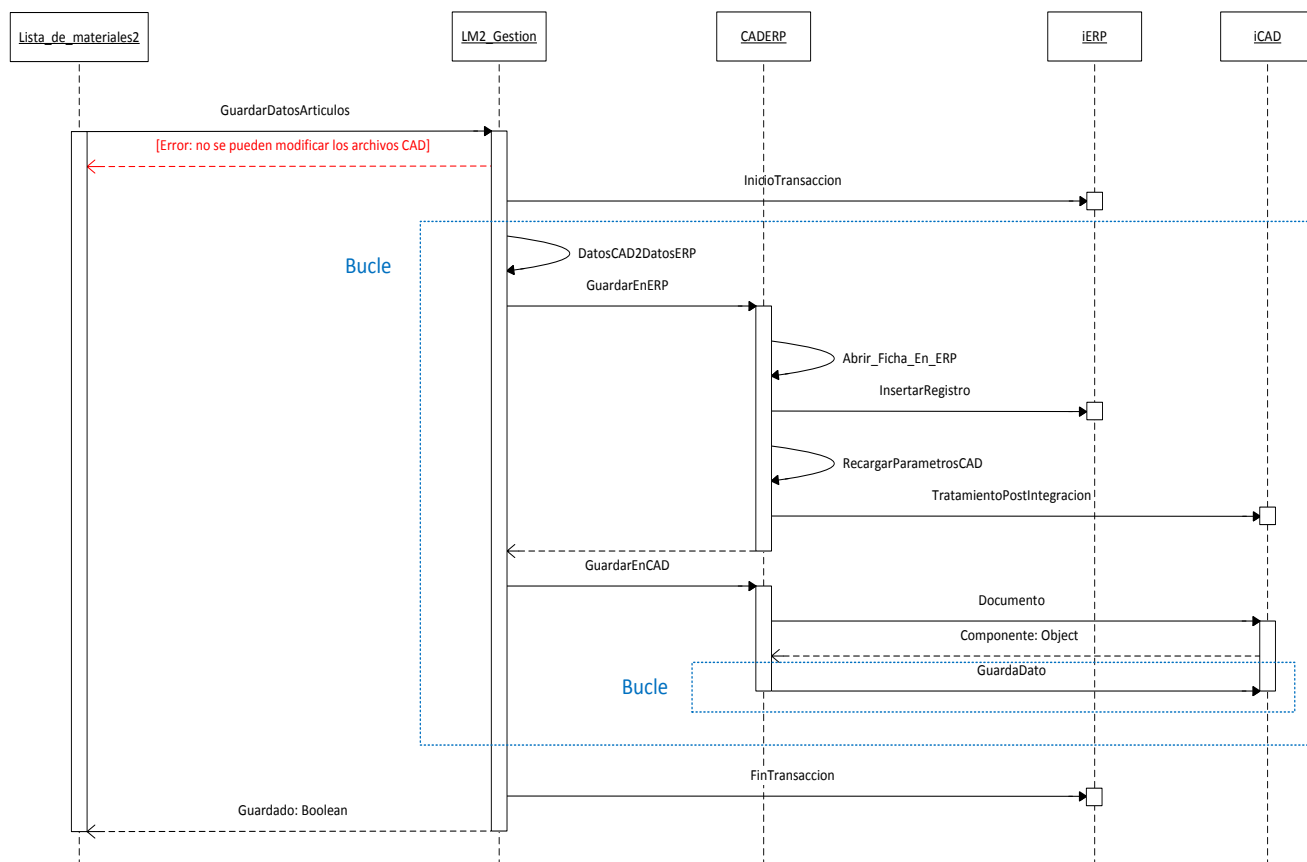 Lista_de_materiales2
LM2_Gestion
CADERP
iERP
iCAD
GuardarDatosArticulos
[Error: no se pueden modificar los archivos CAD]
InicioTransaccion
Bucle
DatosCAD2DatosERP
GuardarEnERP
Abrir_Ficha_En_ERP
InsertarRegistro
RecargarParametrosCAD
TratamientoPostIntegracion
GuardarEnCAD
Documento
Componente: Object
GuardaDato
Bucle
FinTransaccion
Guardado: Boolean